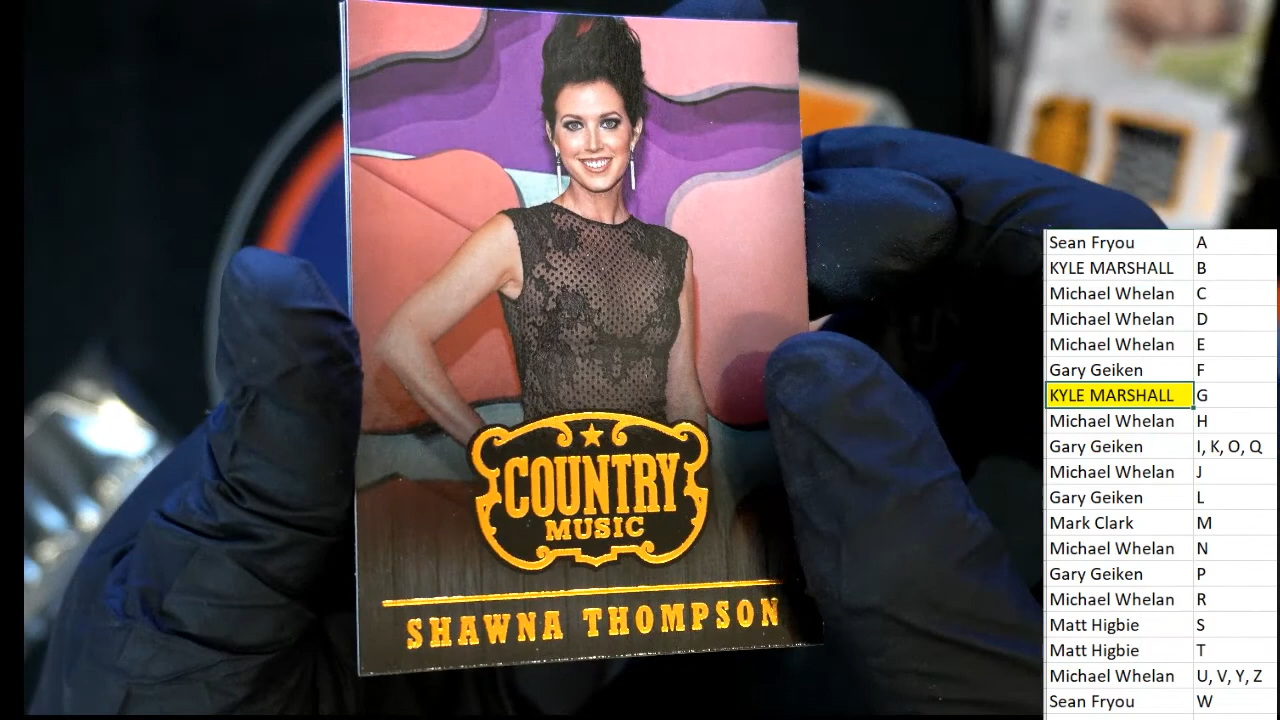 COUNTRY
MUSIC
SHAWNA THOMPSON
Sean Fryou A
KYLE MARSHALL B
Michael Whelan C
Michael Whelan D
Michael Whelan E
Gary Geiken F
KYLE MARSHALL G
Michael Whelan H
Gary Geiken I, K, O, Q
Michael Whelan J
Gary Geiken L
Mark Clark M
Michael Whelan N
Gary Geiken P
Michael Whelan R
Matt Higbie S
Matt Higbie T
Michael Whelan U, V, Y, Z
Sean Fryou W